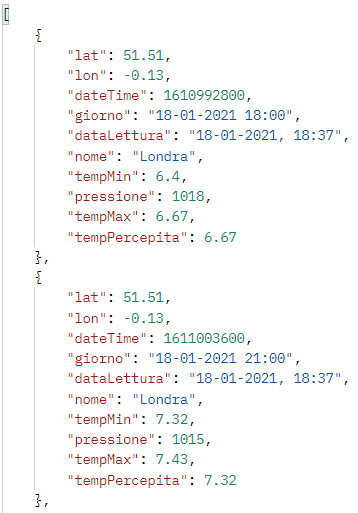 [
{
"lat": 51.51,
"lon": -0.13,
"dateTime": 1610992800,
"giorno": "18-01-2021 18:00",
"dataLettura": "18-01-2021, 18:37",
"nome": "Londra",
"tempMin": 6.4,
"pressione": 1018,
"tempMax": 6.67,
"tempPercepita": 6.67
},
{
"lat": 51.51,
"lon": -0.13,
"dateTime": 1611003600,
"giorno": "18-01-2021 21:00",
"dataLettura": "18-01-2021, 18:37",
"nome": "Londra",
"tempMin": 7.32,
"pressione": 1015,
"tempMax": 7.43,
"tempPercepita": 7.32
},